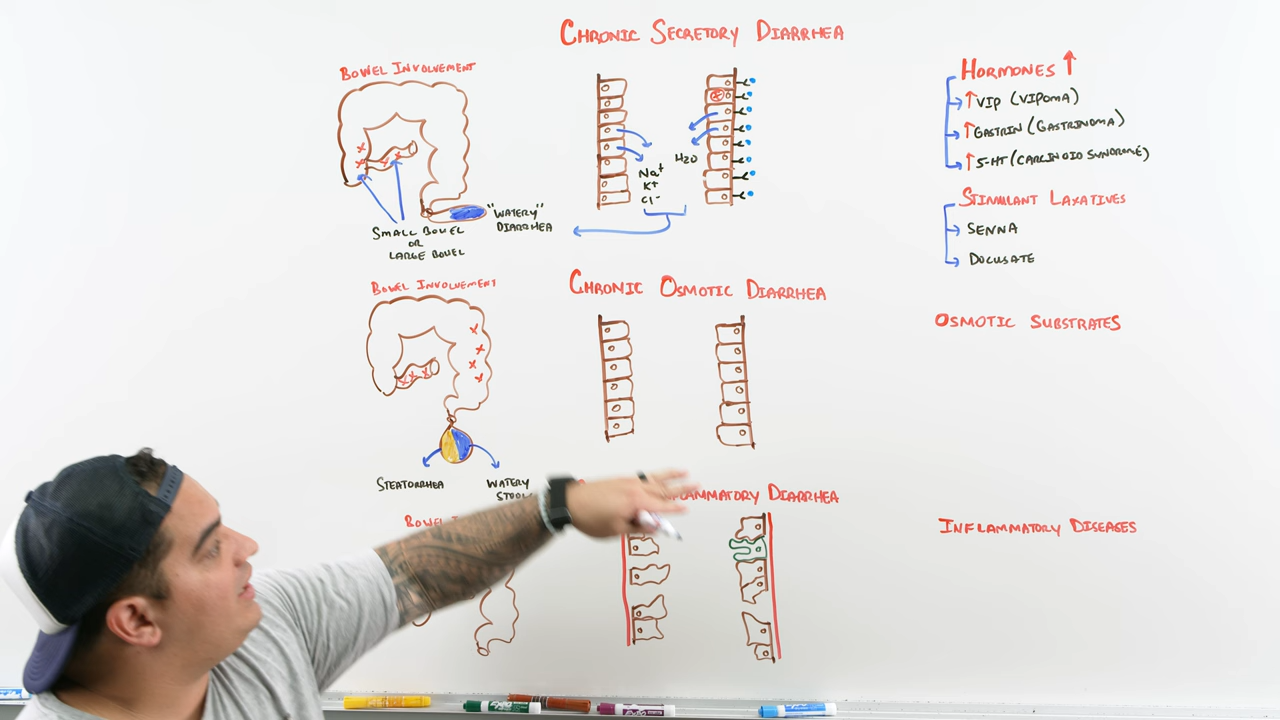 CHRONIC SECRETORY DIARRHEA
BOWEL INVOLVEMENT
Na+
K+
Cl-
H2O
"WATERY"
DIARRHEA
SMALL BOWEL
OR
LARGE BOWEL
HORMONES ↑
↑ VIP (VIPOMA)
↑ GASTRIN (GASTRINOMA)
↑ 5-HT (CARCINOID SYNDROME)
STIMULANT LAXATIVES
SENNA
DOCUSATE
CHRONIC OSMOTIC DIARRHEA
BOWEL INVOLVEMENT
STEATORRHEA
WATERY
OSMOTIC SUBSTRATES
DIARRHEA
BOWEL
INFLAMMATORY DISEASES
EXPO